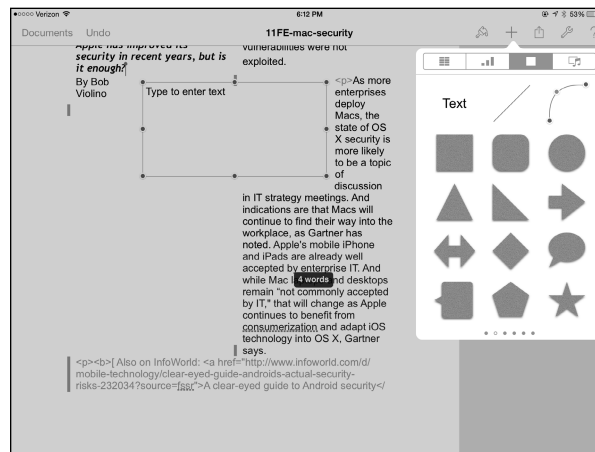 Verizon
6:12 PM
53%
Documents
Undo
11FE-mac-security
Apple has improved its
security in recent years, but is
it enough?
By Bob
Violino
vulnerabilities were not
exploited.
Type to enter text
<p>As more
enterprises
deploy
Macs, the
state of OS
X security is
more likely
to be a topic
of
discussion
in IT strategy meetings. And
indications are that Macs will
continue to find their way into the
workplace, as Gartner has
noted. Apple's mobile iPhone
and iPads are already well
accepted by enterprise IT. And
while Mac l
4 words
nd desktops
remain "not commonly accepted
by IT," that will change as Apple
continues to benefit from
consumerization and adapt iOS
technology into OS X, Gartner
says.
<p><b>[ Also on InfoWorld: <a href="http://www.infoworld.com/d/
mobile-technology/clear-eyed-guide-androids-actual-security-
risks-232034?source=fssr">A clear-eyed guide to Android security</
Text